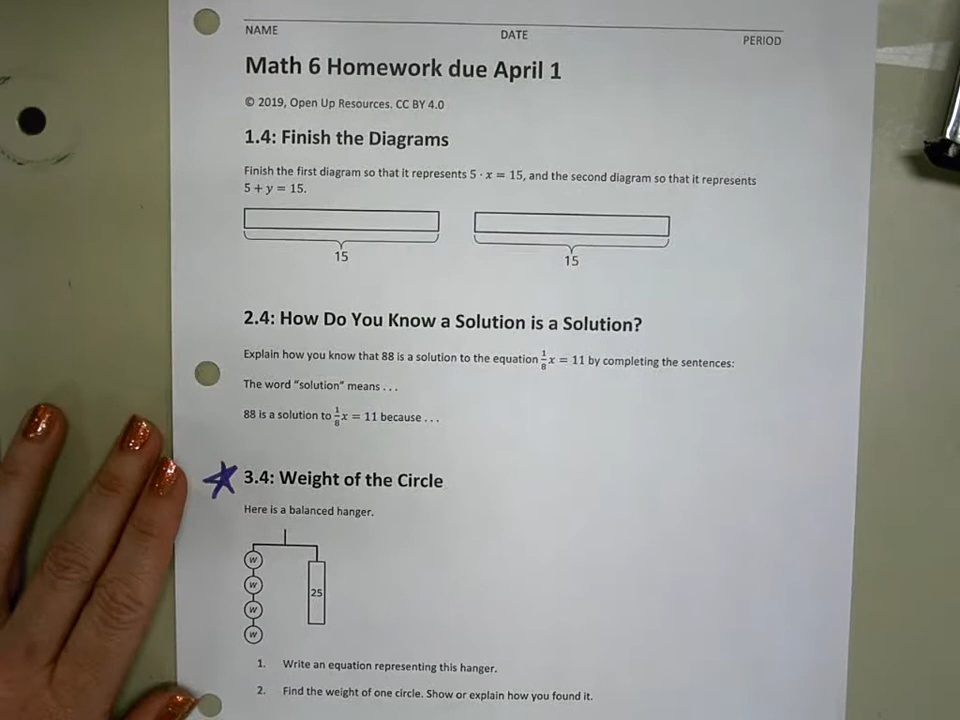 NAME DATE PERIOD
Math 6 Homework due April 1
© 2019, Open Up Resources. CC BY 4.0
1.4: Finish the Diagrams
Finish the first diagram so that it represents 5 · x = 15, and the second diagram so that it represents
5 + y = 15.
15 15
2.4: How Do You Know a Solution is a Solution?
Explain how you know that 88 is a solution to the equation 1/8 x = 11 by completing the sentences:
The word “solution” means . . .
88 is a solution to 1/8 x = 11 because . . .
3.4: Weight of the Circle
Here is a balanced hanger.
w
w
25
w
w
1. Write an equation representing this hanger.
2. Find the weight of one circle. Show or explain how you found it.